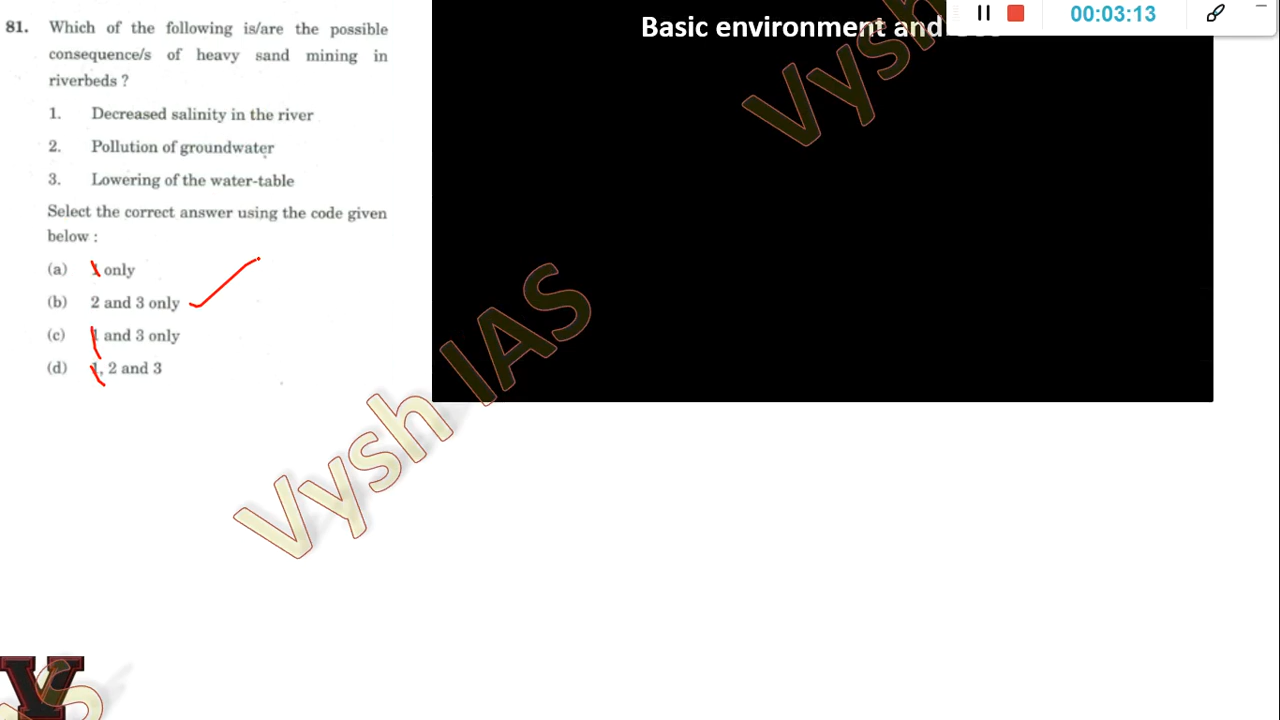 81. Which of the following is/are the possible
consequence/s of heavy sand mining in
riverbeds ?
1. Decreased salinity in the river
2. Pollution of groundwater
3. Lowering of the water-table
Select the correct answer using the code given
below :
(a) 1 only
(b) 2 and 3 only
(c) 1 and 3 only
(d) 1, 2 and 3
Basic environment and
00:03:13
Vysh
Vysh IAS